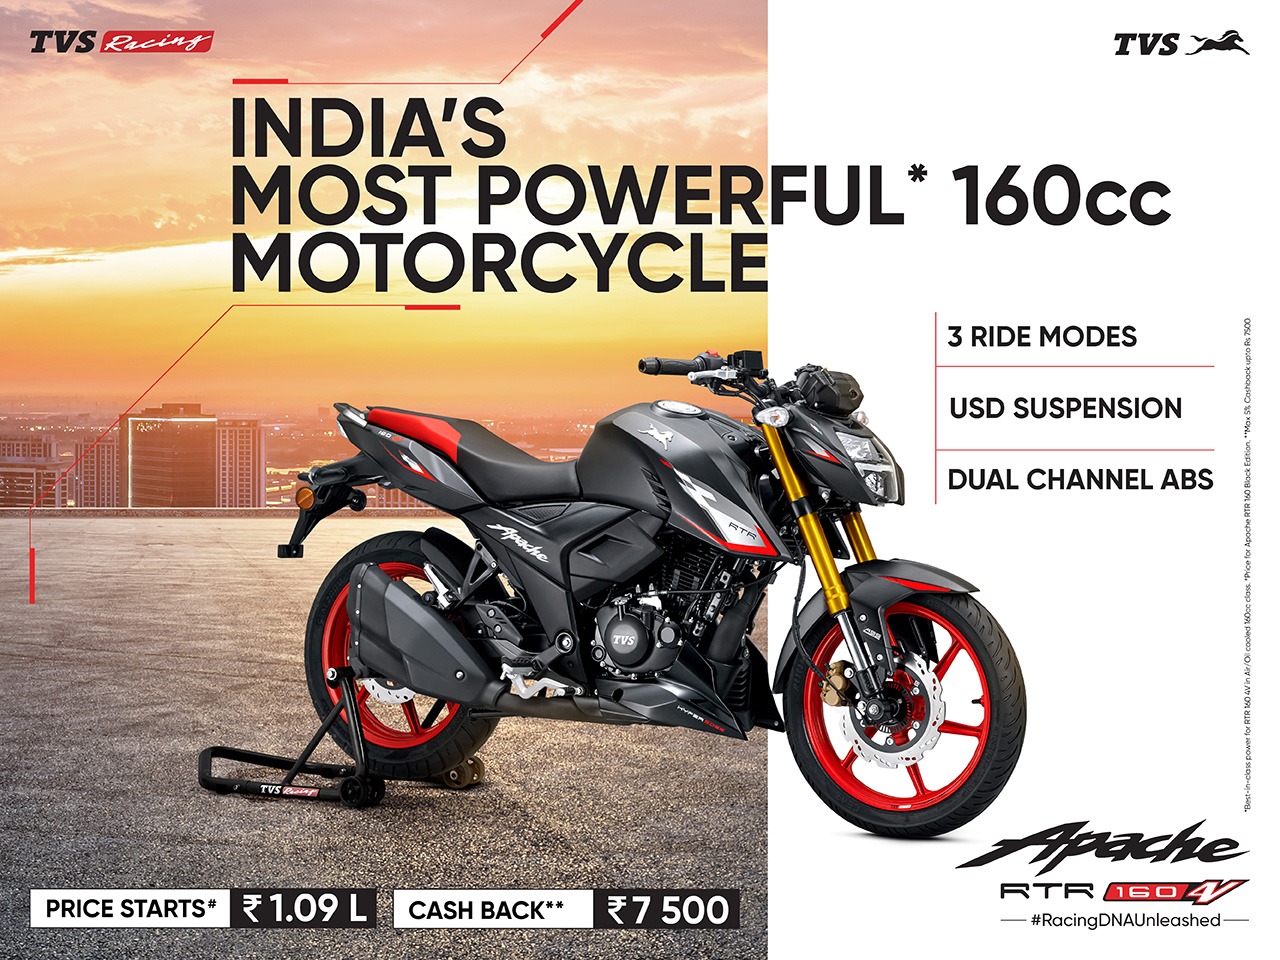 TVS Racing
TVS
INDIA'S
MOST POWERFUL* 160cc
MOTORCYCLE
3 RIDE MODES
USD SUSPENSION
DUAL CHANNEL ABS
160
RTR
Apache
TVS
HYPEREDGE
ABS
TVS Racing
*Best-in-class power for RTR 160 4V in Air/Oil cooled 160cc class. *Price for Apache RTR 160 Black Edition. **Max 5% Cashback upto Rs 7500
Apache
RTR 160 4V
#RacingDNAUnleashed
PRICE STARTS# ₹ 1.09 L
CASH BACK** ₹ 7 500